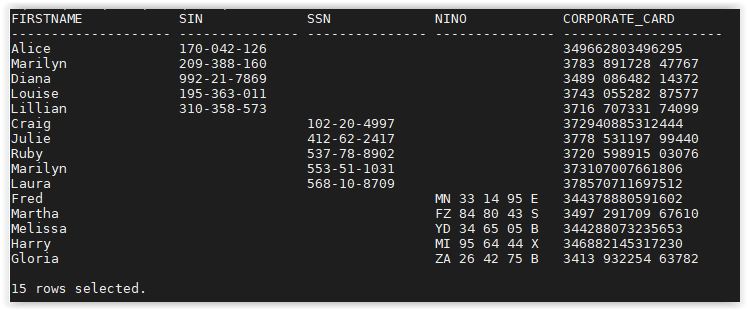 FIRSTNAME SIN SSN NINO CORPORATE_CARD
-------------------- --------------- --------------- --------------- --------------------
Alice 170-042-126 349662803496295
Marilyn 209-388-160 3783 891728 47767
Diana 992-21-7869 3489 086482 14372
Louise 195-363-011 3743 055282 87577
Lillian 310-358-573 3716 707331 74099
Craig 102-20-4997 372940885312444
Julie 412-62-2417 3778 531197 99440
Ruby 537-78-8902 3720 598915 03076
Marilyn 553-51-1031 373107007661806
Laura 568-10-8709 378570711697512
Fred MN 33 14 95 E 344378880591602
Martha FZ 84 80 43 S 3497 291709 67610
Melissa YD 34 65 05 B 344288073235653
Harry MI 95 64 44 X 346882145317230
Gloria ZA 26 42 75 B 3413 932254 63782
15 rows selected.